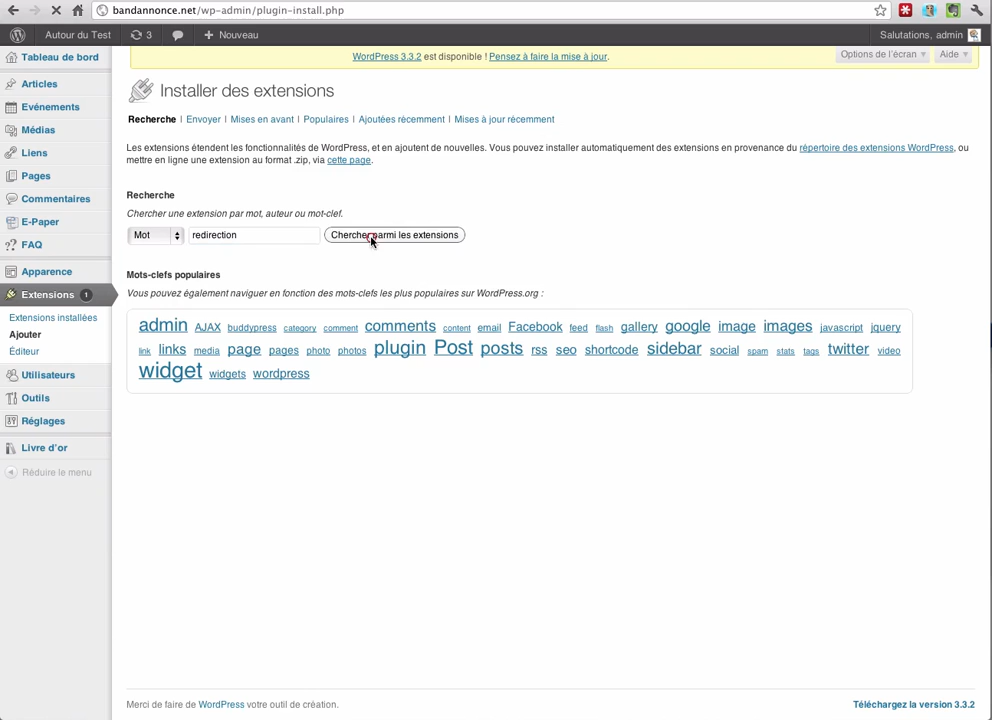 bandannonce.net/wp-admin/plugin-install.php
Autour du Test 3 Nouveau Salutations, admin
WordPress 3.3.2 est disponible ! Pensez à faire la mise à jour.
Options de l'écran Aide
Tableau de bord
Articles
Evénements
Médias
Liens
Pages
Commentaires
E-Paper
FAQ
Apparence
Extensions 1
Extensions installées
Ajouter
Éditeur
Utilisateurs
Outils
Réglages
Livre d'or
Réduire le menu
Installer des extensions
Recherche | Envoyer | Mises en avant | Populaires | Ajoutées récemment | Mises à jour récemment
Les extensions étendent les fonctionnalités de WordPress, et en ajoutent de nouvelles. Vous pouvez installer automatiquement des extensions en provenance du répertoire des extensions WordPress, ou
mettre en ligne une extension au format .zip, via cette page.
Recherche
Chercher une extension par mot, auteur ou mot-clef.
Mot redirection Chercher parmi les extensions
Mots-clefs populaires
Vous pouvez également naviguer en fonction des mots-clefs les plus populaires sur WordPress.org :
admin AJAX buddypress category comment comments content email Facebook feed flash gallery google image images javascript jquery
link links media page pages photo photos plugin Post posts rss seo shortcode sidebar social spam stats tags twitter video
widget widgets wordpress
Merci de faire de WordPress votre outil de création. Téléchargez la version 3.3.2